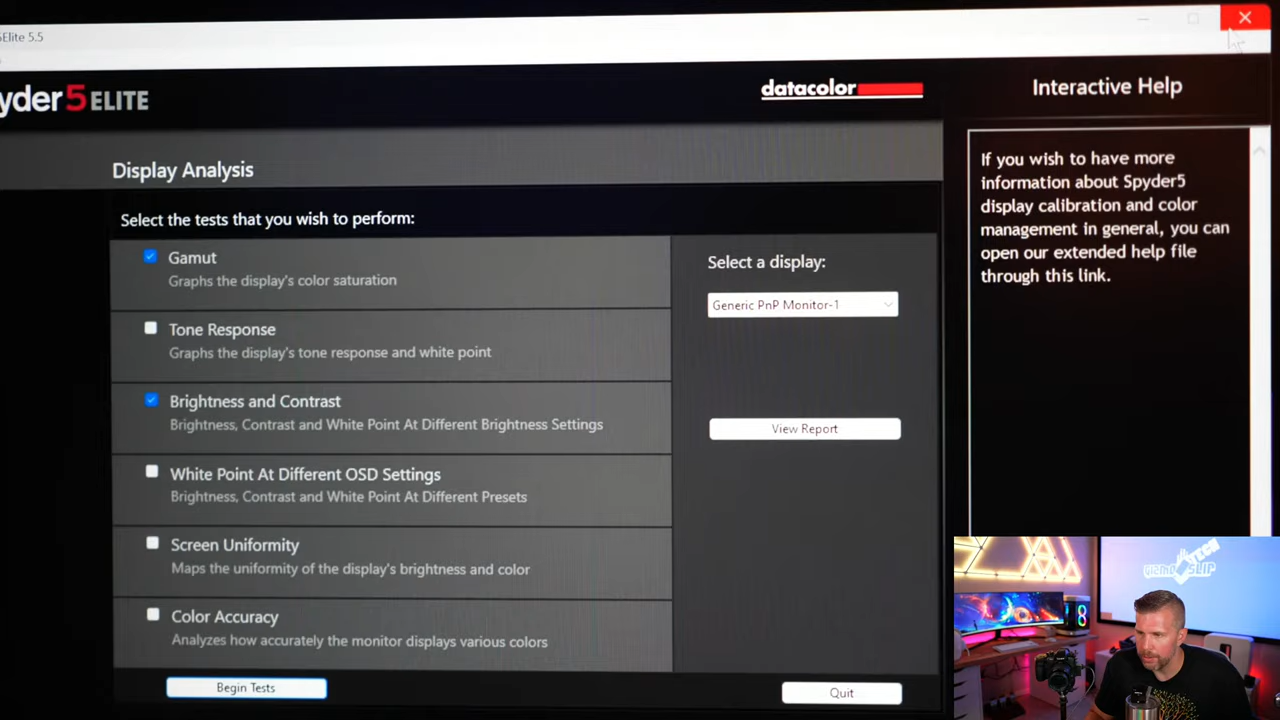 Elite 5.5
yder5ELITE
datacolor
Interactive Help
Display Analysis
Select the tests that you wish to perform:
Gamut
Graphs the display's color saturation
Tone Response
Graphs the display's tone response and white point
Brightness and Contrast
Brightness, Contrast and White Point At Different Brightness Settings
White Point At Different OSD Settings
Brightness, Contrast and White Point At Different Presets
Screen Uniformity
Maps the uniformity of the display's brightness and color
Color Accuracy
Analyzes how accurately the monitor displays various colors
Begin Tests
Select a display:
Generic PnP Monitor-1
View Report
Quit
If you wish to have more
information about Spyder5
display calibration and color
management in general, you can
open our extended help file
through this link.
GIZMO
TECH
SLIP
8